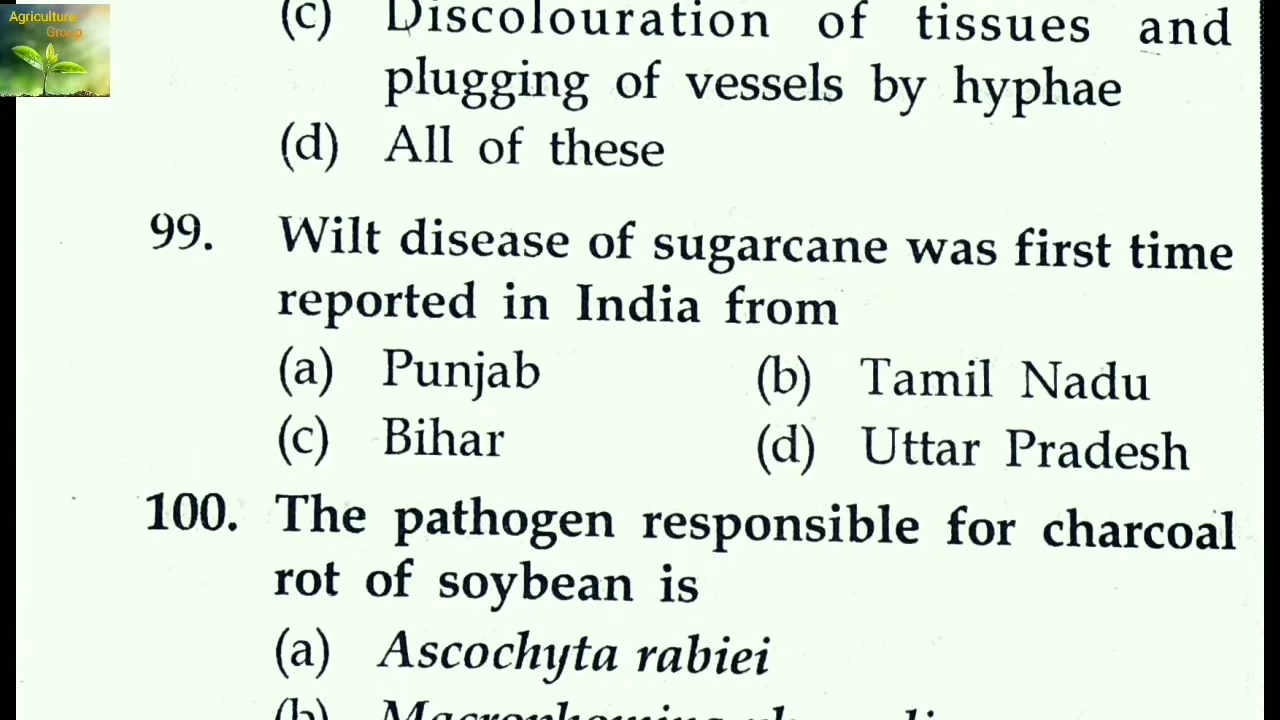 Agriculture
Group
(c) Discolouration of tissues and
plugging of vessels by hyphae
(d) All of these
99. Wilt disease of sugarcane was first time
reported in India from
(a) Punjab (b) Tamil Nadu
(c) Bihar (d) Uttar Pradesh
100. The pathogen responsible for charcoal
rot of soybean is
(a) Ascochyta rabiei
(b)